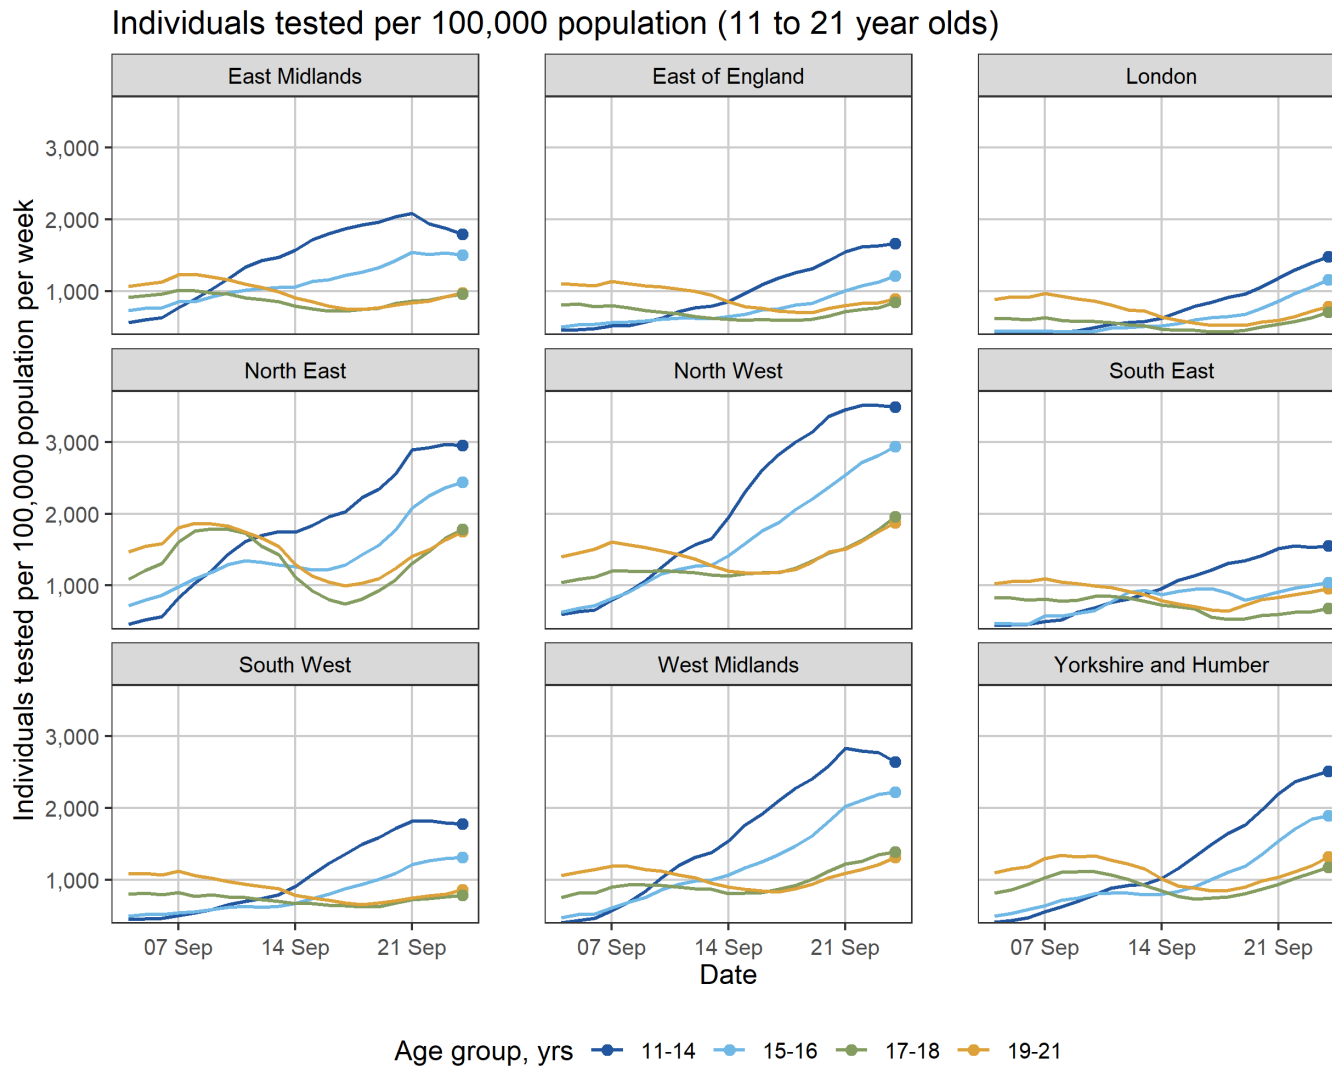 Individuals tested per 100,000 population (11 to 21 year olds)
Individuals tested per 100,000 population per week
East Midlands
East of England
London
3,000
2,000
1,000
North East
North West
South East
3,000
2,000
1,000
South West
West Midlands
Yorkshire and Humber
3,000
2,000
1,000
07 Sep 14 Sep 21 Sep
07 Sep 14 Sep 21 Sep
07 Sep 14 Sep 21 Sep
Date
Age group, yrs 11-14 15-16 17-18 19-21